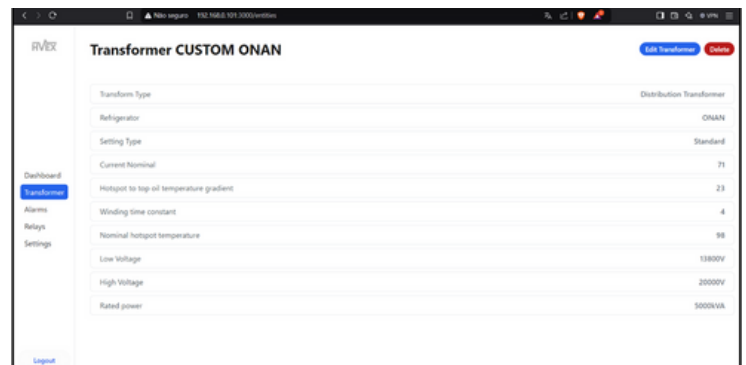 Não seguro 192.168.0.101:3000/entities
VPN
AVEX
Transformer CUSTOM ONAN
Edit Transformer Delete
Transform Type Distribution Transformer
Refrigerator ONAN
Setting Type Standard
Current Nominal 71
Hotspot to top oil temperature gradient 23
Winding time constant 4
Nominal hotspot temperature 98
Low Voltage 13800V
High Voltage 20000V
Rated power 5000kVA
Dashboard
Transformer
Alarms
Relays
Settings
Logout